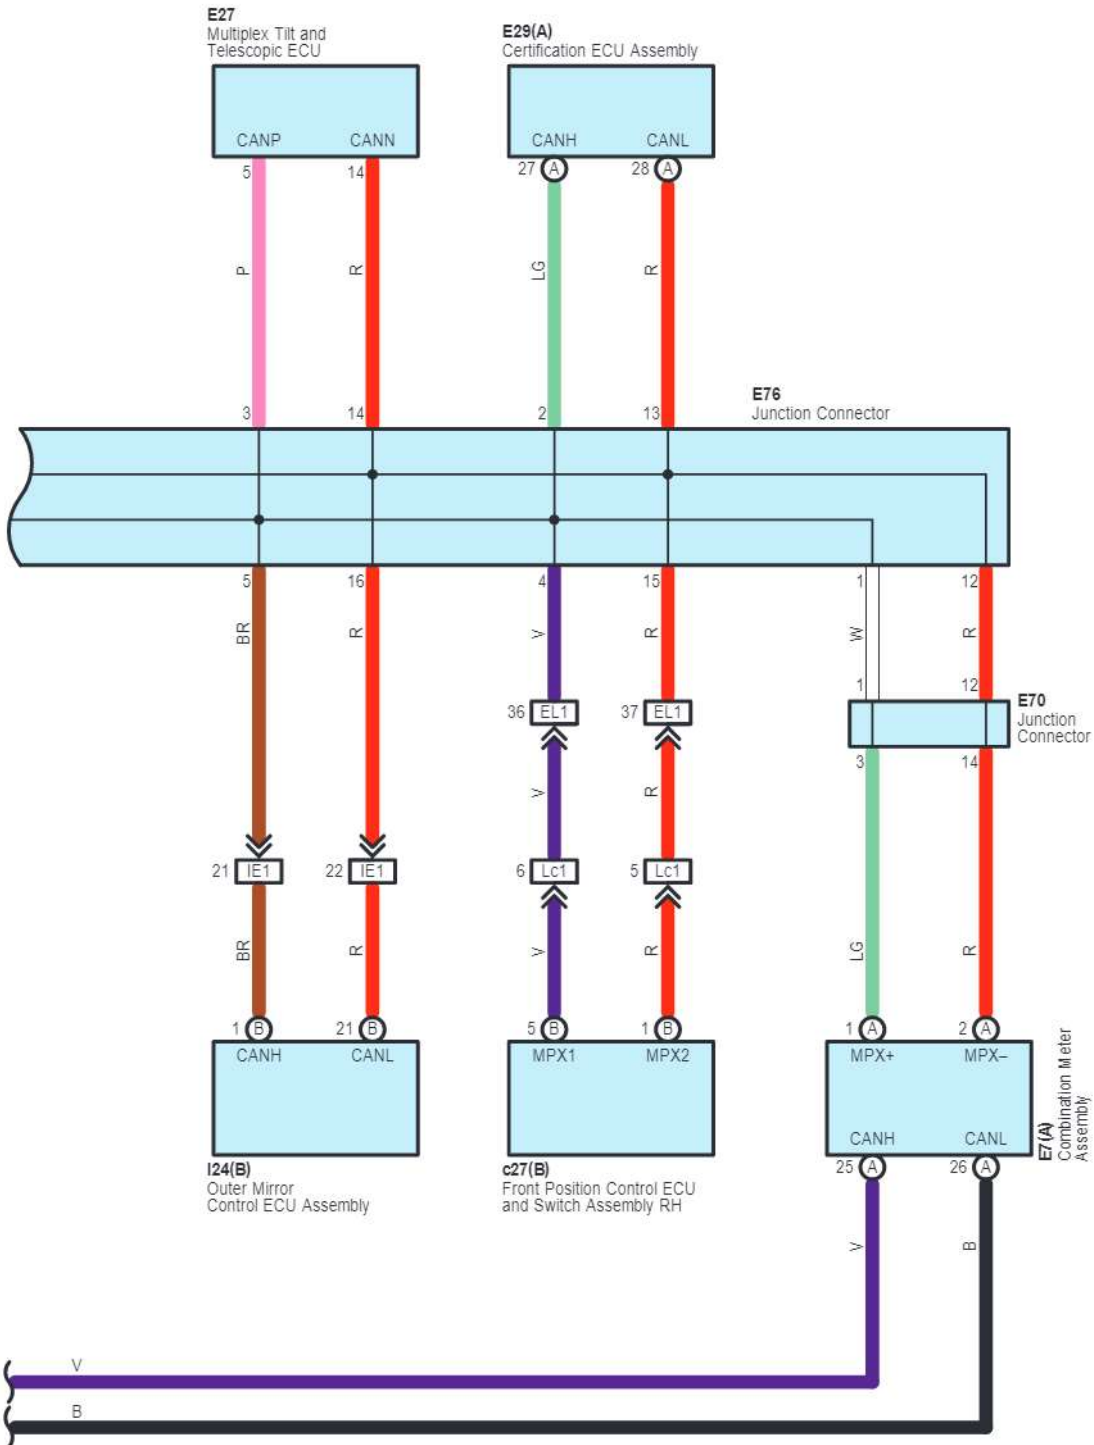 E27
Multiplex Tilt and
Telescopic ECU
E29(A)
Certification ECU Assembly
CANP CANN CANH CANL
5 14 27 A 28 A
P R LG R
E76
Junction Connector
3 14 2 13
5 16 4 15 1 12
BR R V R W R
1 12
E70
Junction
Connector
36 EL1 37 EL1
3 14
V R
21 IE1 22 IE1 6 Lc1 5 Lc1
BR R V R LG R
1 B 21 B 5 B 1 B 1 A 2 A
CANH CANL MPX1 MPX2 MPX+ MPX–
CANH CANL
E7(A)
Combination Meter
Assembly
I24(B)
Outer Mirror
Control ECU Assembly
c27(B)
Front Position Control ECU
and Switch Assembly RH
25 A 26 A
V B
V
B